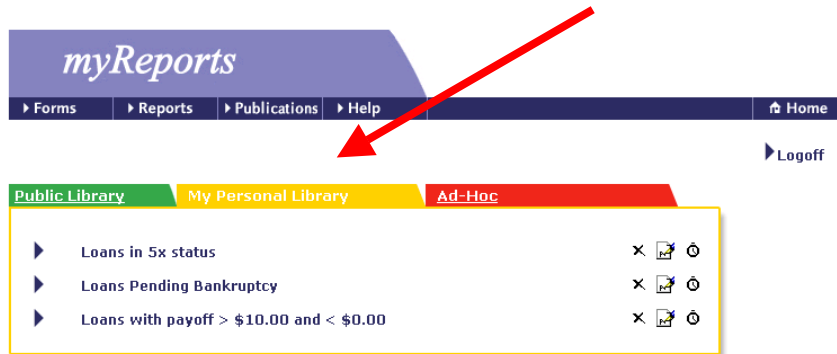 myReports
Forms Reports Publications Help Home
Logoff
Public Library My Personal Library Ad-Hoc
Loans in 5x status
Loans Pending Bankruptcy
Loans with payoff > $10.00 and < $0.00